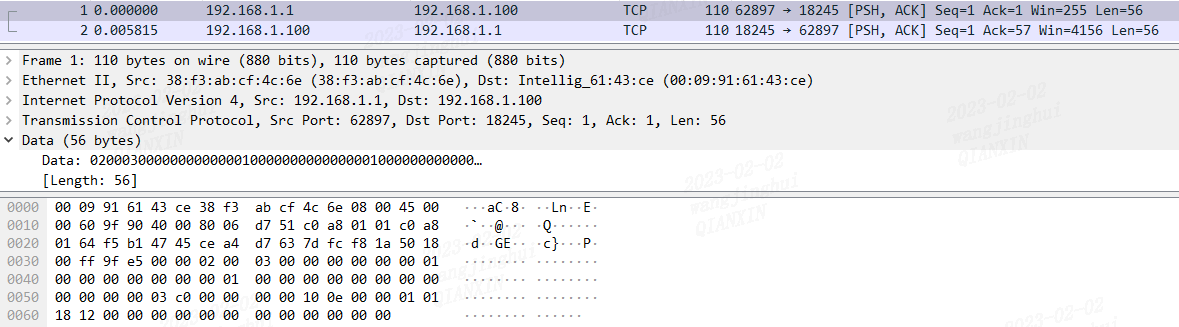 1 0.000000 192.168.1.1 192.168.1.100 TCP 110 62897 → 18245 [PSH, ACK] Seq=1 Ack=1 Win=255 Len=56
2 0.005815 192.168.1.100 192.168.1.1 TCP 110 18245 → 62897 [PSH, ACK] Seq=1 Ack=57 Win=4156 Len=56
Frame 1: 110 bytes on wire (880 bits), 110 bytes captured (880 bits)
Ethernet II, Src: 38:f3:ab:cf:4c:6e (38:f3:ab:cf:4c:6e), Dst: Intellig_61:43:ce (00:09:91:61:43:ce)
Internet Protocol Version 4, Src: 192.168.1.1, Dst: 192.168.1.100
Transmission Control Protocol, Src Port: 62897, Dst Port: 18245, Seq: 1, Ack: 1, Len: 56
Data (56 bytes)
Data: 020003000000000000010000000000000001000000000000…
[Length: 56]
0000 00 09 91 61 43 ce 38 f3 ab cf 4c 6e 08 00 45 00 ···aC·8· ··Ln··E·
0010 00 60 9f 90 40 00 80 06 d7 51 c0 a8 01 01 c0 a8 ·`··@··· ·Q······
0020 01 64 f5 b1 47 45 ce a4 d7 63 7d fc f8 1a 50 18 ·d··GE·· ·c}···P·
0030 00 ff 9f e5 00 00 02 00 03 00 00 00 00 00 00 01 ········ ········
0040 00 00 00 00 00 00 00 01 00 00 00 00 00 00 00 00 ········ ········
0050 00 00 00 00 03 c0 00 00 00 00 10 0e 00 00 01 01 ········ ········
0060 18 12 00 00 00 00 00 00 00 00 00 00 00 00 ········ ······
2023-02-02
wangjinghui
QIANXIN